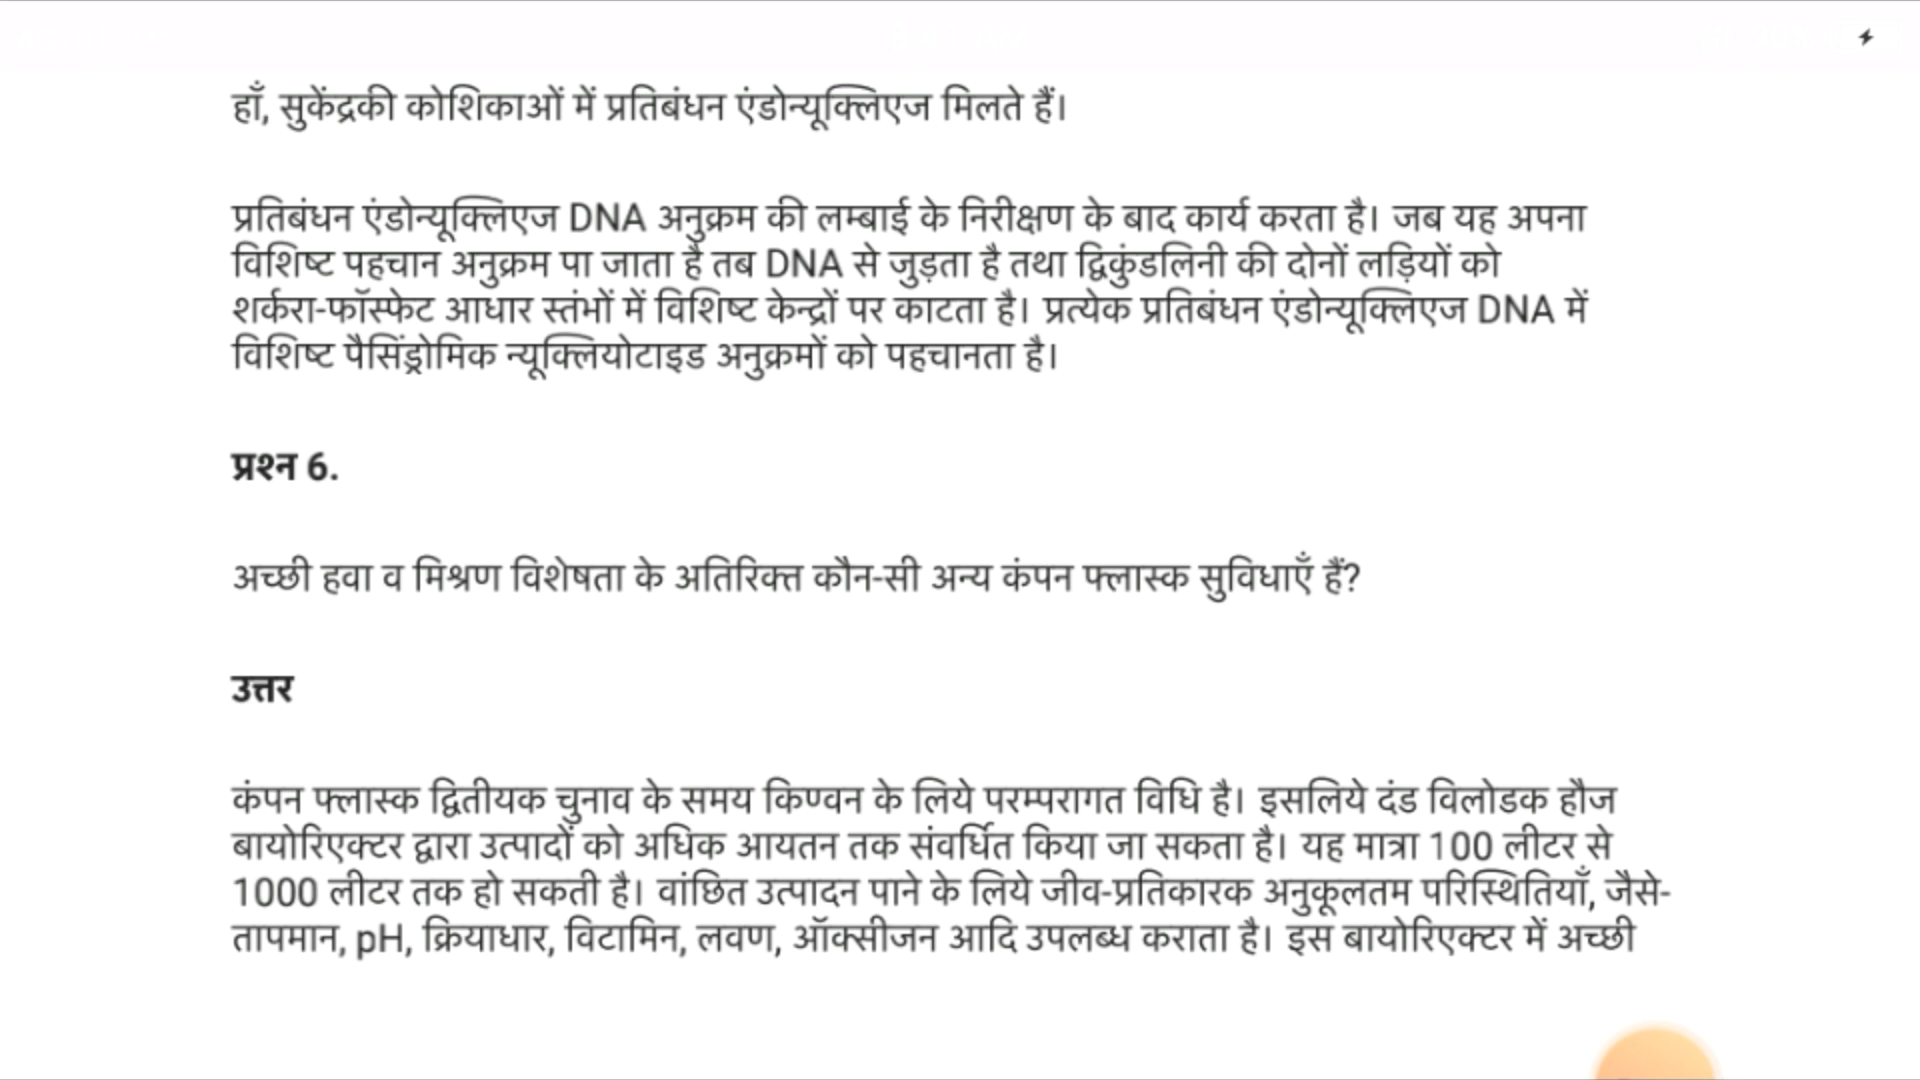 हाँ, सुकेंद्रकी कोशिकाओं में प्रतिबंधन एंडोन्यूक्लिएज मिलते हैं।
प्रतिबंधन एंडोन्यूक्लिएज DNA अनुक्रम की लम्बाई के निरीक्षण के बाद कार्य करता है। जब यह अपना
विशिष्ट पहचान अनुक्रम पा जाता है तब DNA से जुड़ता है तथा द्विकुंडलिनी की दोनों लड़ियों को
शर्करा-फॉस्फेट आधार स्तंभों में विशिष्ट केन्द्रों पर काटता है। प्रत्येक प्रतिबंधन एंडोन्यूक्लिएज DNA में
विशिष्ट पैसिंड्रोमिक न्यूक्लियोटाइड अनुक्रमों को पहचानता है।
प्रश्न 6.
अच्छी हवा व मिश्रण विशेषता के अतिरिक्त कौन-सी अन्य कंपन फ्लास्क सुविधाएँ हैं?
उत्तर
कंपन फ्लास्क द्वितीयक चुनाव के समय किण्वन के लिये परम्परागत विधि है। इसलिये दंड विलोडक हौज
बायोरिएक्टर द्वारा उत्पादों को अधिक आयतन तक संवर्धित किया जा सकता है। यह मात्रा 100 लीटर से
1000 लीटर तक हो सकती है। वांछित उत्पादन पाने के लिये जीव-प्रतिकारक अनुकूलतम परिस्थितियाँ, जैसे-
तापमान, pH, क्रियाधार, विटामिन, लवण, ऑक्सीजन आदि उपलब्ध कराता है। इस बायोरिएक्टर में अच्छी